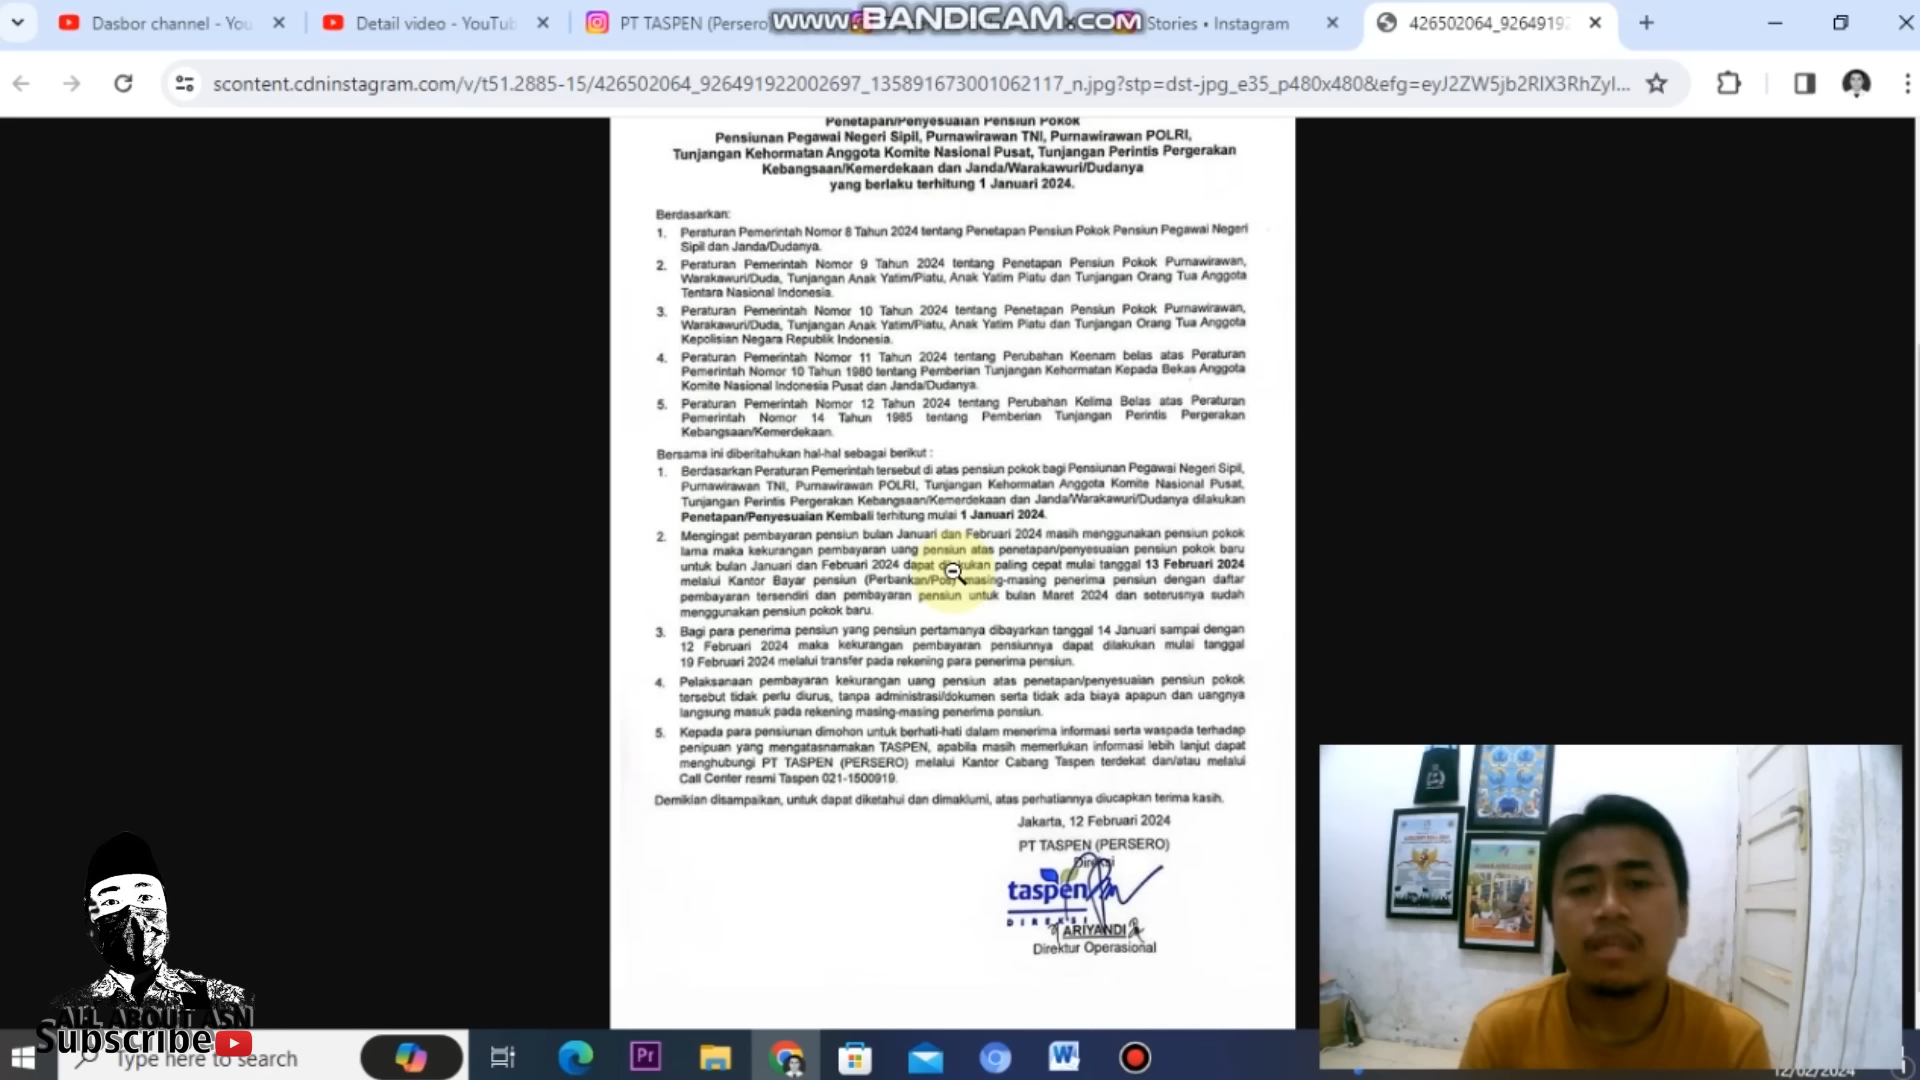 Dasbor channel - You
Detail video - YouTub
PT TASPEN (Persero
www.BANDICAM.com
Stories • Instagram
426502064_9264919
scontent.cdninstagram.com/v/t51.2885-15/426502064_926491922002697_135891673001062117_n.jpg?stp=dst-jpg_e35_p480x480&efg=eyJ2ZW5jb2RlX3RhZyI...
Penetapan/Penyesuaian Pensiun Pokok
Pensiunan Pegawai Negeri Sipil, Purnawirawan TNI, Purnawirawan POLRI,
Tunjangan Kehormatan Anggota Komite Nasional Pusat, Tunjangan Perintis Pergerakan
Kebangsaan/Kemerdekaan dan Janda/Warakawuri/Dudanya
yang berlaku terhitung 1 Januari 2024.
Berdasarkan:
1. Peraturan Pemerintah Nomor 8 Tahun 2024 tentang Penetapan Pensiun Pokok Pensiun Pegawai Negeri
Sipil dan Janda/Dudanya.
2. Peraturan Pemerintah Nomor 9 Tahun 2024 tentang Penetapan Pensiun Pokok Purnawirawan,
Warakawuri/Duda, Tunjangan Anak Yatim/Piatu, Anak Yatim Piatu dan Tunjangan Orang Tua Anggota
Tentara Nasional Indonesia.
3. Peraturan Pemerintah Nomor 10 Tahun 2024 tentang Penetapan Pensiun Pokok Purnawirawan,
Warakawuri/Duda, Tunjangan Anak Yatim/Piatu, Anak Yatim Piatu dan Tunjangan Orang Tua Anggota
Kepolisian Negara Republik Indonesia.
4. Peraturan Pemerintah Nomor 11 Tahun 2024 tentang Perubahan Keenam belas atas Peraturan
Pemerintah Nomor 10 Tahun 1980 tentang Pemberian Tunjangan Kehormatan Kepada Bekas Anggota
Komite Nasional Indonesia Pusat dan Janda/Dudanya.
5. Peraturan Pemerintah Nomor 12 Tahun 2024 tentang Perubahan Kelima Belas atas Peraturan
Pemerintah Nomor 14 Tahun 1985 tentang Pemberian Tunjangan Perintis Pergerakan
Kebangsaan/Kemerdekaan.
Bersama ini diberitahukan hal-hal sebagai berikut :
1. Berdasarkan Peraturan Pemerintah tersebut di atas pensiun pokok bagi Pensiunan Pegawai Negeri Sipil,
Purnawirawan TNI, Purnawirawan POLRI, Tunjangan Kehormatan Anggota Komite Nasional Pusat,
Tunjangan Perintis Pergerakan Kebangsaan/Kemerdekaan dan Janda/Warakawuri/Dudanya dilakukan
Penetapan/Penyesuaian Kembali terhitung mulai 1 Januari 2024.
2. Mengingat pembayaran pensiun bulan Januari dan Februari 2024 masih menggunakan pensiun pokok
lama maka kekurangan pembayaran uang pensiun atas penetapan/penyesuaian pensiun pokok baru
untuk bulan Januari dan Februari 2024 dapat dilakukan paling cepat mulai tanggal 13 Februari 2024
melalui Kantor Bayar pensiun (Perbankan/Pos) masing-masing penerima pensiun dengan daftar
pembayaran tersendiri dan pembayaran pensiun untuk bulan Maret 2024 dan seterusnya sudah
menggunakan pensiun pokok baru.
3. Bagi para penerima pensiun yang pensiun pertamanya dibayarkan tanggal 14 Januari sampai dengan
12 Februari 2024 maka kekurangan pembayaran pensiunnya dapat dilakukan mulai tanggal
19 Februari 2024 melalui transfer pada rekening para penerima pensiun.
4. Pelaksanaan pembayaran kekurangan uang pensiun atas penetapan/penyesuaian pensiun pokok
tersebut tidak perlu diurus, tanpa administrasi/dokumen serta tidak ada biaya apapun dan uangnya
langsung masuk pada rekening masing-masing penerima pensiun.
5. Kepada para pensiunan dimohon untuk berhati-hati dalam menerima informasi serta waspada terhadap
penipuan yang mengatasnamakan TASPEN, apabila masih memerlukan informasi lebih lanjut dapat
menghubungi PT TASPEN (PERSERO) melalui Kantor Cabang Taspen terdekat dan/atau melalui
Call Center resmi Taspen 021-1500919.
Demikian disampaikan, untuk dapat diketahui dan dimaklumi, atas perhatiannya diucapkan terima kasih.
Jakarta, 12 Februari 2024
PT TASPEN (PERSERO)
Direksi
taspen
DIREKSI
ARIYANDI
Direktur Operasional
ALL ABOUT ASN
Subscribe
Type here to search
Pr
W
12/02/2024